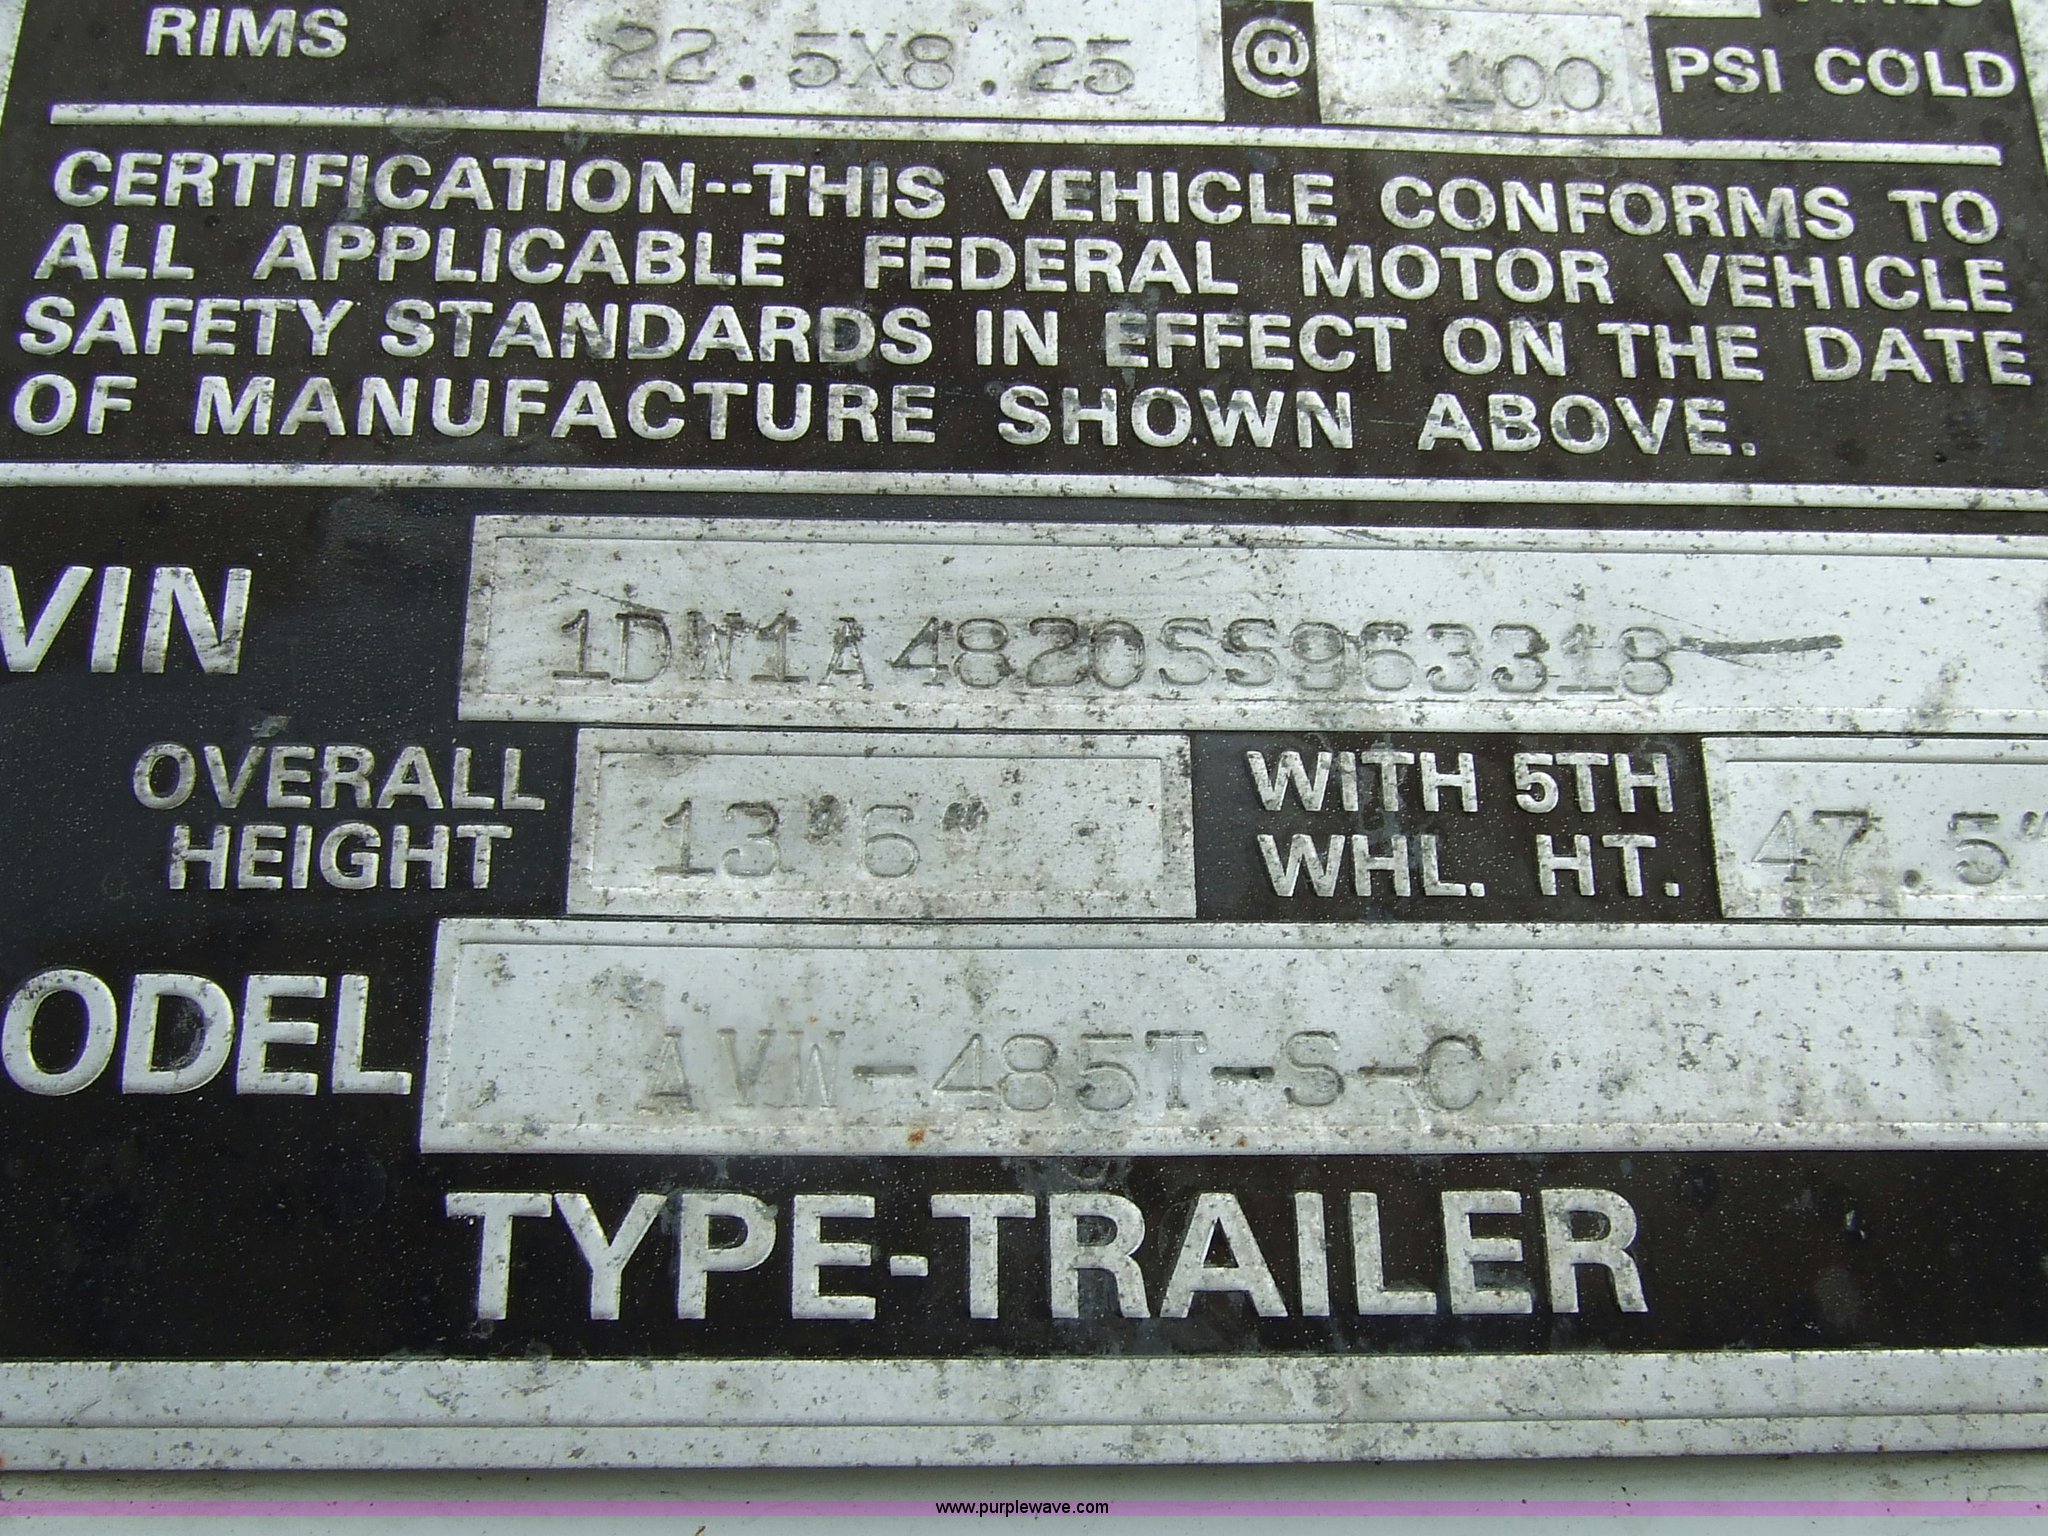 RIMS 22.5X8.25 @ 100 PSI COLD
CERTIFICATION--THIS VEHICLE CONFORMS TO
ALL APPLICABLE FEDERAL MOTOR VEHICLE
SAFETY STANDARDS IN EFFECT ON THE DATE
OF MANUFACTURE SHOWN ABOVE.
VIN 1DW1A4820SS963318
OVERALL HEIGHT 13"6" WITH 5TH WHL. HT. 47.5"
ODEL AVW-485T-S-C
TYPE-TRAILER
www.purplewave.com